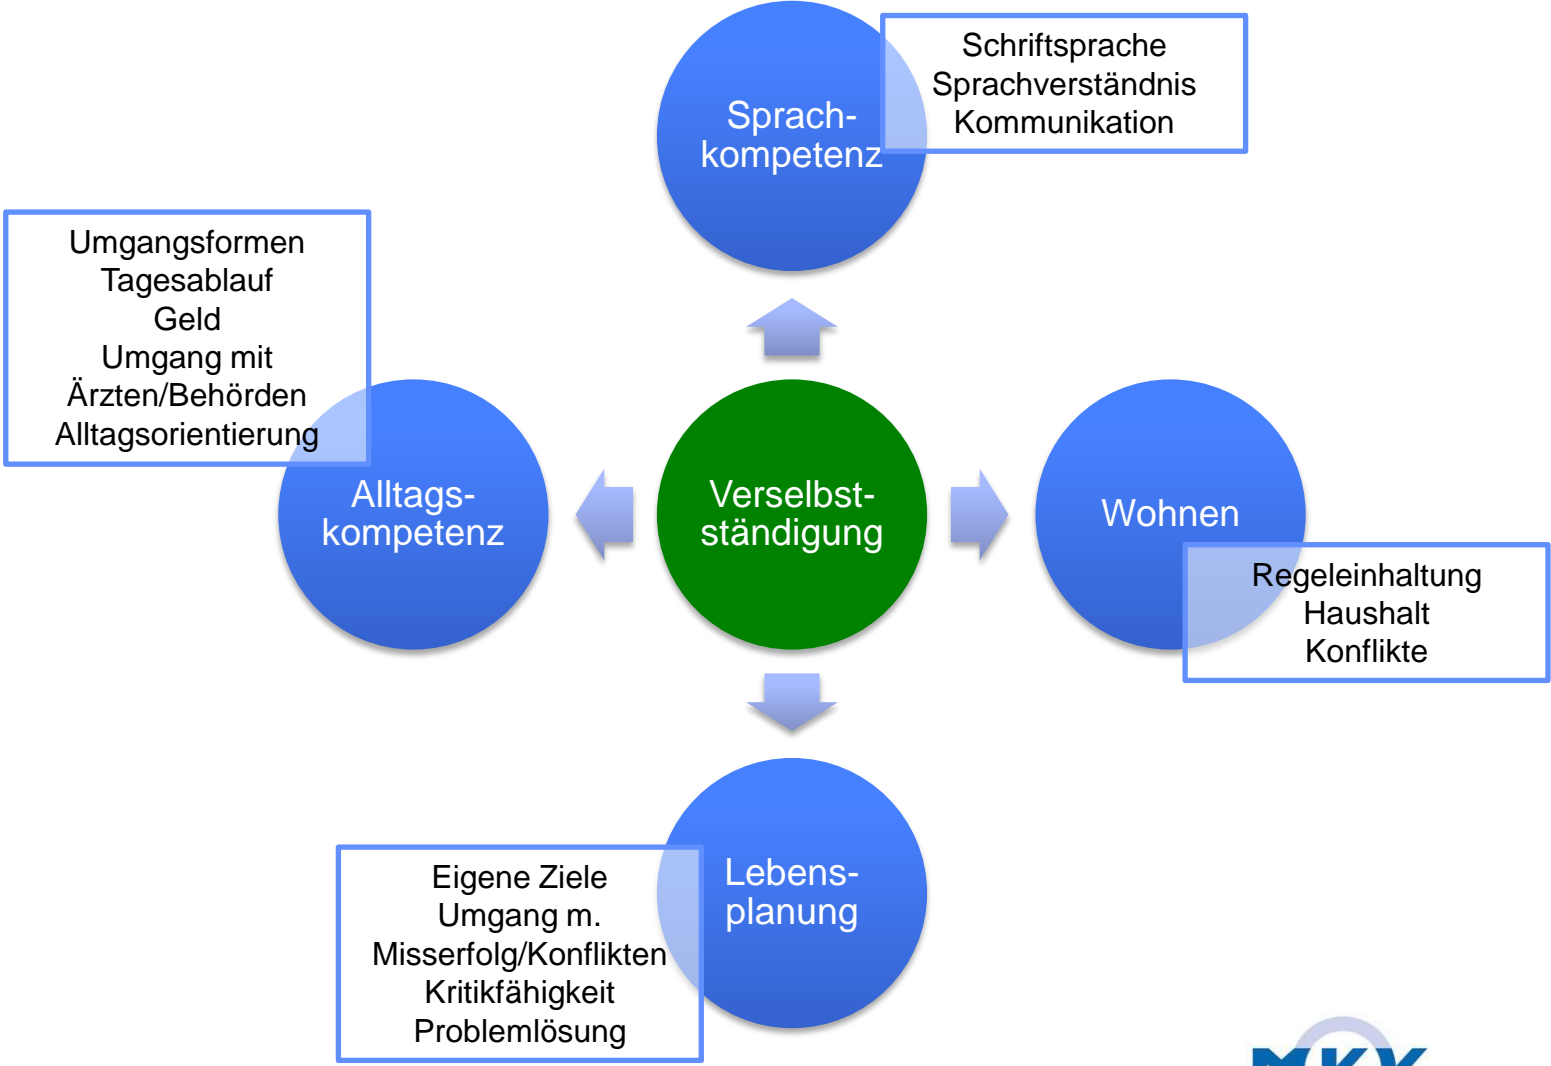 Sprach-
kompetenz
Schriftsprache
Sprachverständnis
Kommunikation
Umgangsformen
Tagesablauf
Geld
Umgang mit
Ärzten/Behörden
Alltagsorientierung
Alltags-
kompetenz
Verselbst-
ständigung
Wohnen
Regeleinhaltung
Haushalt
Konflikte
Lebens-
planung
Eigene Ziele
Umgang m.
Misserfolg/Konflikten
Kritikfähigkeit
Problemlösung